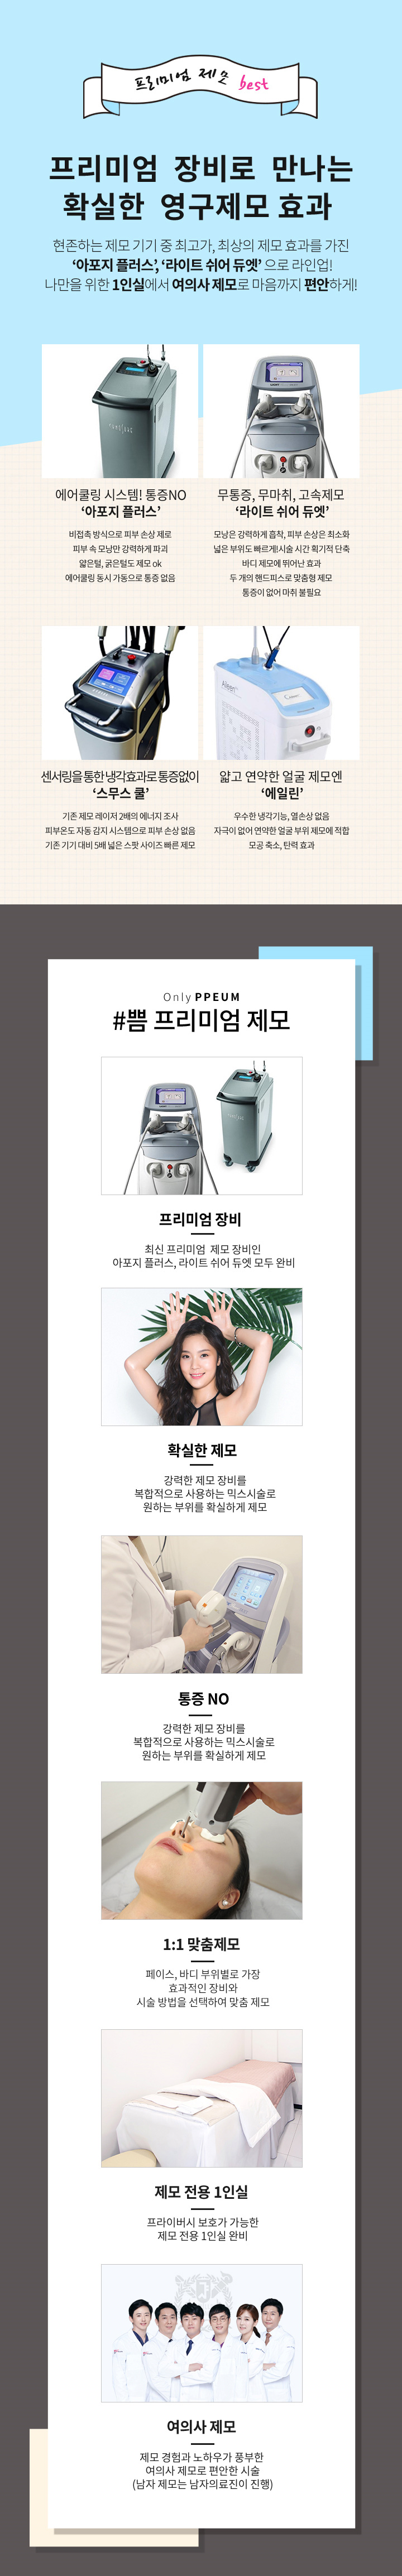 프리미엄 제모 best
프리미엄 장비로 만나는
확실한 영구제모 효과
현존하는 제모 기기 중 최고가, 최상의 제모 효과를 가진
‘아포지 플러스’, ‘라이트 쉬어 듀엣’ 으로 라인업!
나만을 위한 1인실에서 여의사 제모로 마음까지 편안하게!
에어쿨링 시스템! 통증NO
‘아포지 플러스’
비접촉 방식으로 피부 손상 제로
피부 속 모낭만 강력하게 파괴
얇은털, 굵은털도 제모 ok
에어쿨링 동시 가동으로 통증 없음
무통증, 무마취, 고속제모
‘라이트 쉬어 듀엣’
모낭은 강력하게 흡착, 피부 손상은 최소화
넓은 부위도 빠르게!시술 시간 획기적 단축
바디 제모에 뛰어난 효과
두 개의 핸드피스로 맞춤형 제모
통증이 없어 마취 불필요
센서링을 통한 냉각효과로 통증없이
‘스무스 쿨’
기존 제모 레이저 2배의 에너지 조사
피부온도 자동 감지 시스템으로 피부 손상 없음
기존 기기 대비 5배 넓은 스팟 사이즈 빠른 제모
얇고 연약한 얼굴 제모엔
‘에일린’
우수한 냉각기능, 열손상 없음
자극이 없어 연약한 얼굴 부위 제모에 적합
모공 축소, 탄력 효과
Only PPEUM
#쁨 프리미엄 제모
프리미엄 장비
최신 프리미엄 제모 장비인
아포지 플러스, 라이트 쉬어 듀엣 모두 완비
확실한 제모
강력한 제모 장비를
복합적으로 사용하는 믹스시술로
원하는 부위를 확실하게 제모
통증 NO
강력한 제모 장비를
복합적으로 사용하는 믹스시술로
원하는 부위를 확실하게 제모
1:1 맞춤제모
페이스, 바디 부위별로 가장
효과적인 장비와
시술 방법을 선택하여 맞춤 제모
제모 전용 1인실
프라이버시 보호가 가능한
제모 전용 1인실 완비
여의사 제모
제모 경험과 노하우가 풍부한
여의사 제모로 편안한 시술
(남자 제모는 남자의료진이 진행)